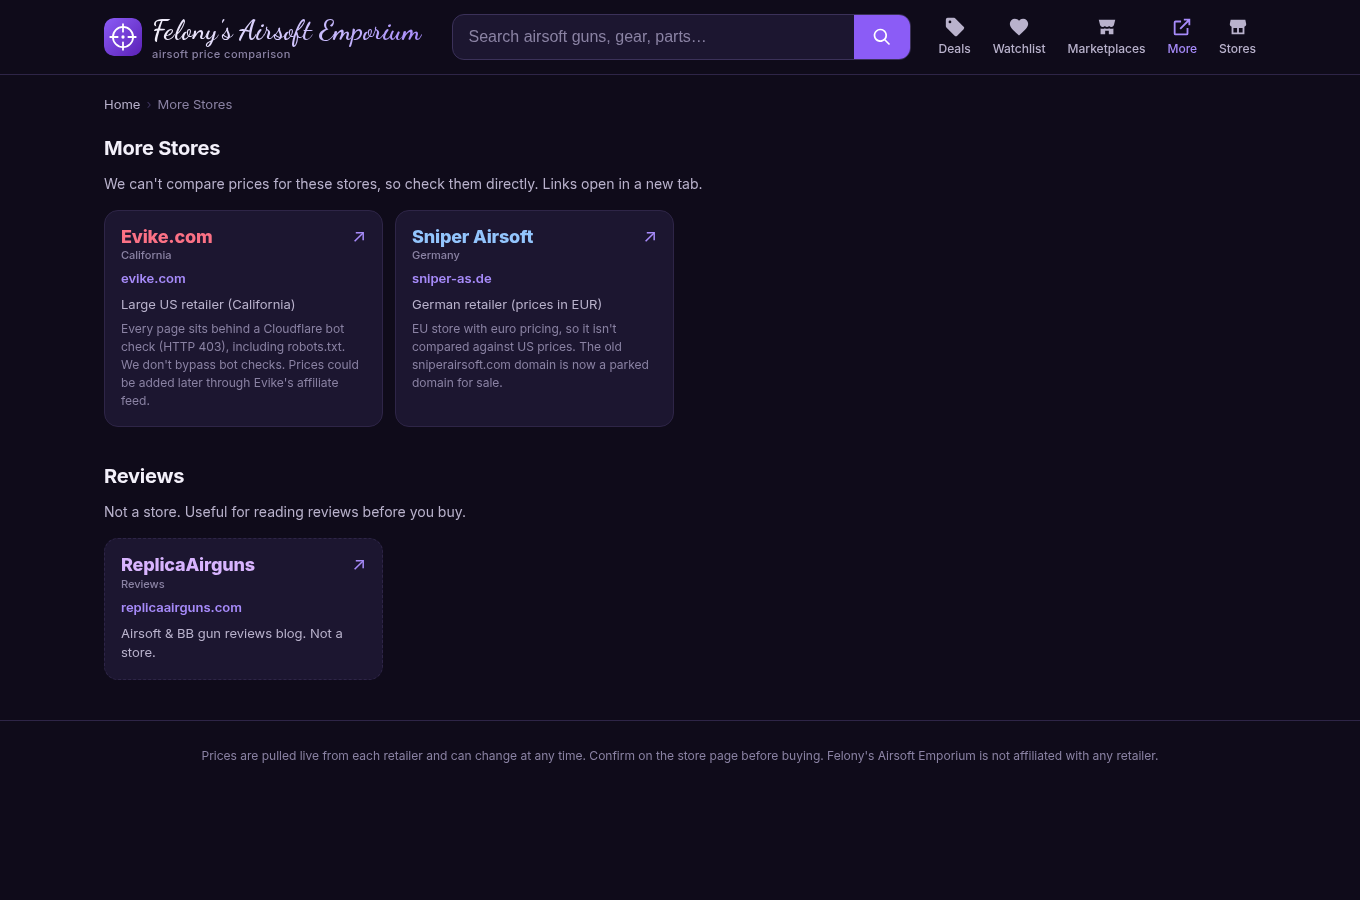 Felony's Airsoft Emporium
airsoft price comparison
Search airsoft guns, gear, parts…
Deals
Watchlist
Marketplaces
More
Stores
Home › More Stores
More Stores
We can't compare prices for these stores, so check them directly. Links open in a new tab.
Evike.com
California
evike.com
Large US retailer (California)
Every page sits behind a Cloudflare bot
check (HTTP 403), including robots.txt.
We don't bypass bot checks. Prices could
be added later through Evike's affiliate
feed.
Sniper Airsoft
Germany
sniper-as.de
German retailer (prices in EUR)
EU store with euro pricing, so it isn't
compared against US prices. The old
sniperairsoft.com domain is now a parked
domain for sale.
Reviews
Not a store. Useful for reading reviews before you buy.
ReplicaAirguns
Reviews
replicaairguns.com
Airsoft & BB gun reviews blog. Not a
store.
Prices are pulled live from each retailer and can change at any time. Confirm on the store page before buying. Felony's Airsoft Emporium is not affiliated with any retailer.